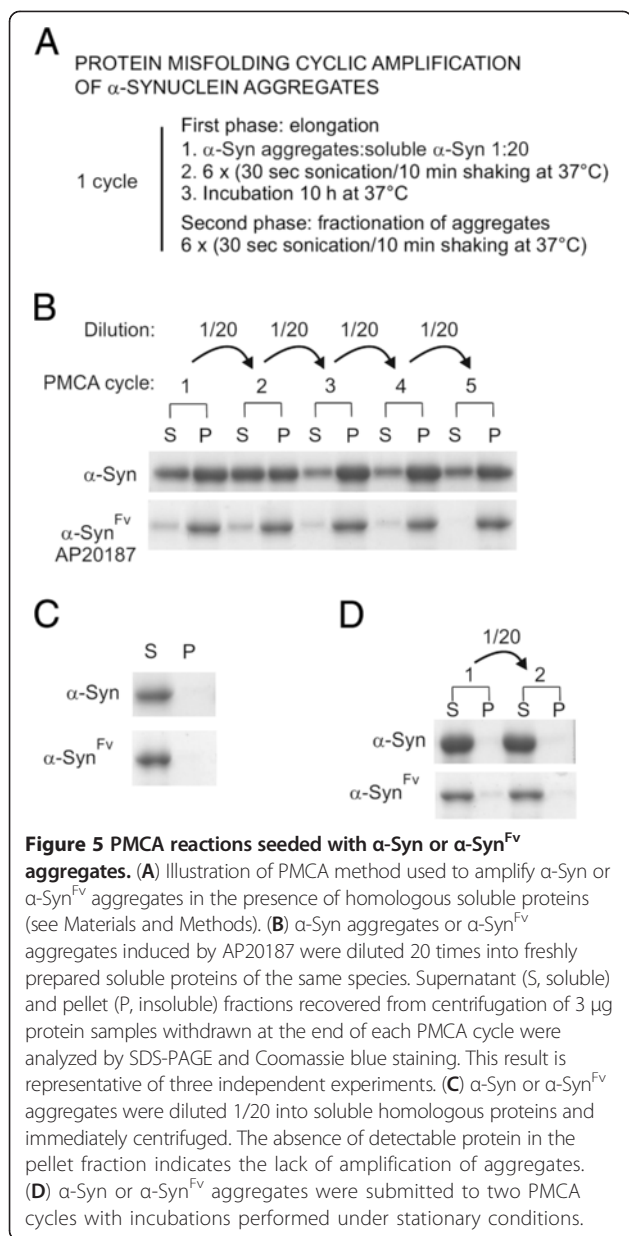 A
PROTEIN MISFOLDING CYCLIC AMPLIFICATION
OF α-SYNUCLEIN AGGREGATES
1 cycle
First phase: elongation
1. α-Syn aggregates:soluble α-Syn 1:20
2. 6 x (30 sec sonication/10 min shaking at 37°C)
3. Incubation 10 h at 37°C
Second phase: fractionation of aggregates
6 x (30 sec sonication/10 min shaking at 37°C)
B
Dilution: 1/20 1/20 1/20 1/20
PMCA cycle: 1 2 3 4 5
S P S P S P S P S P
α-Syn
α-Syn^Fv
AP20187
C
S P
α-Syn
α-Syn^Fv
D
1/20
1 2
S P S P
α-Syn
α-Syn^Fv
Figure 5 PMCA reactions seeded with α-Syn or α-Syn^Fv
aggregates. (A) Illustration of PMCA method used to amplify α-Syn or
α-Syn^Fv aggregates in the presence of homologous soluble proteins
(see Materials and Methods). (B) α-Syn aggregates or α-Syn^Fv
aggregates induced by AP20187 were diluted 20 times into freshly
prepared soluble proteins of the same species. Supernatant (S, soluble)
and pellet (P, insoluble) fractions recovered from centrifugation of 3 μg
protein samples withdrawn at the end of each PMCA cycle were
analyzed by SDS-PAGE and Coomassie blue staining. This result is
representative of three independent experiments. (C) α-Syn or α-Syn^Fv
aggregates were diluted 1/20 into soluble homologous proteins and
immediately centrifuged. The absence of detectable protein in the
pellet fraction indicates the lack of amplification of aggregates.
(D) α-Syn or α-Syn^Fv aggregates were submitted to two PMCA
cycles with incubations performed under stationary conditions.